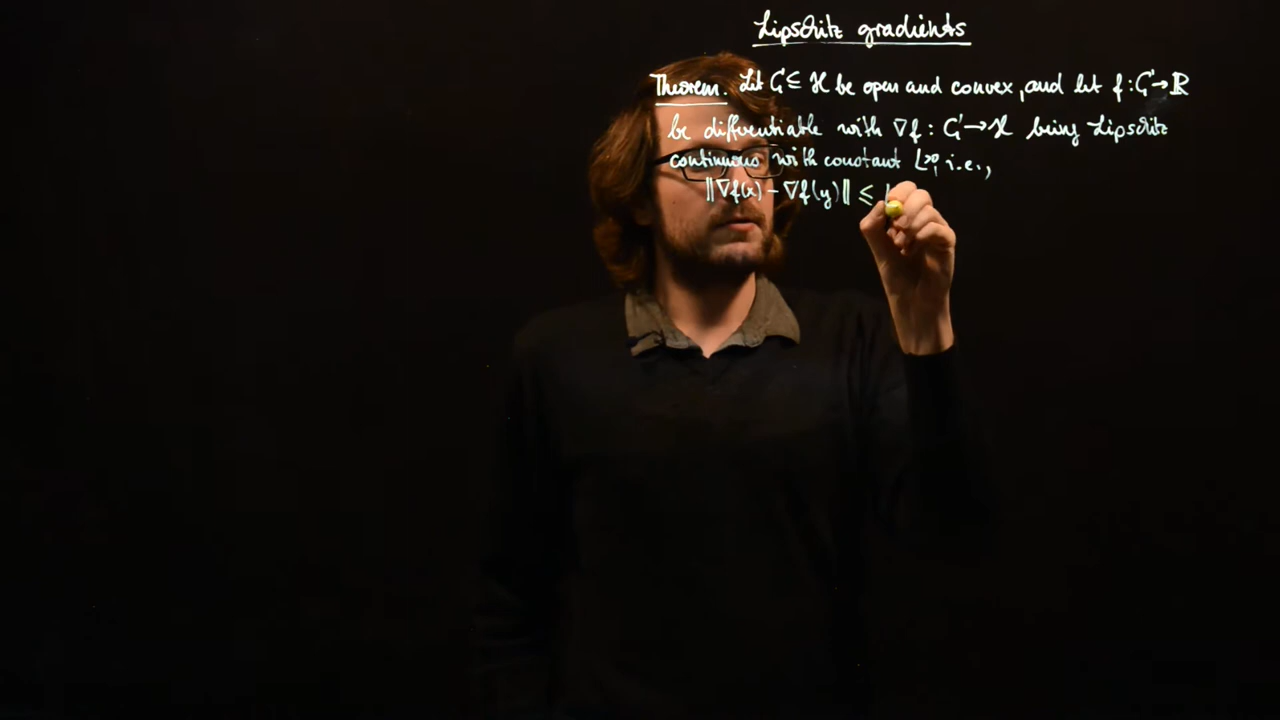 Lipschitz gradients
Theorem. Let C ⊆ H be open and convex, and let f : C → R
be differentiable with ∇f : C → H being Lipschitz
continuous with constant L>0, i.e.,
‖∇f(x) − ∇f(y)‖ ≤